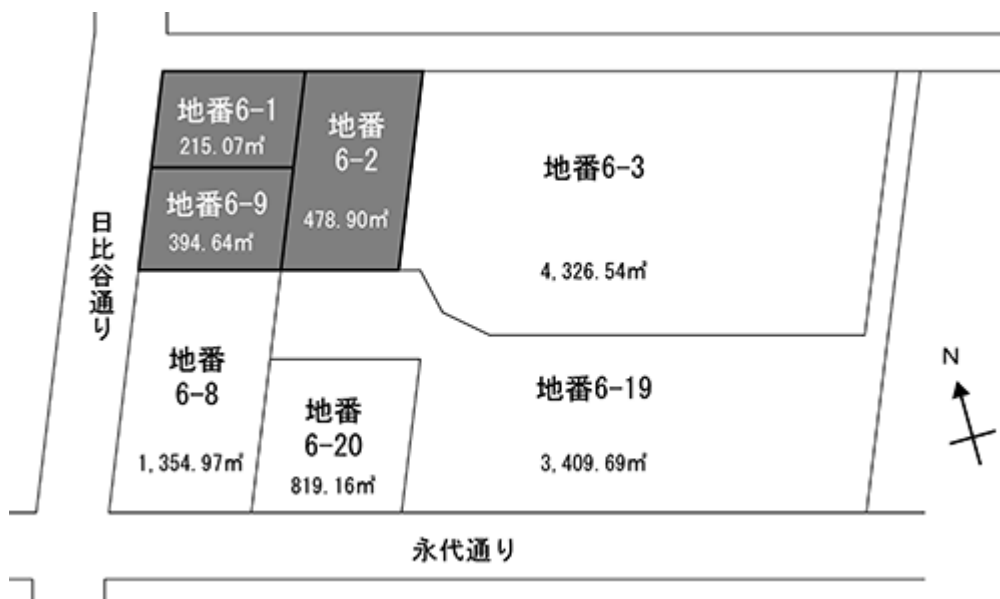 地番6-1
215.07㎡
地番
6-2
478.90㎡
地番6-9
394.64㎡
地番6-3
4,326.54㎡
日比谷通り
地番
6-8
1,354.97㎡
地番
6-20
819.16㎡
地番6-19
3,409.69㎡
N
永代通り